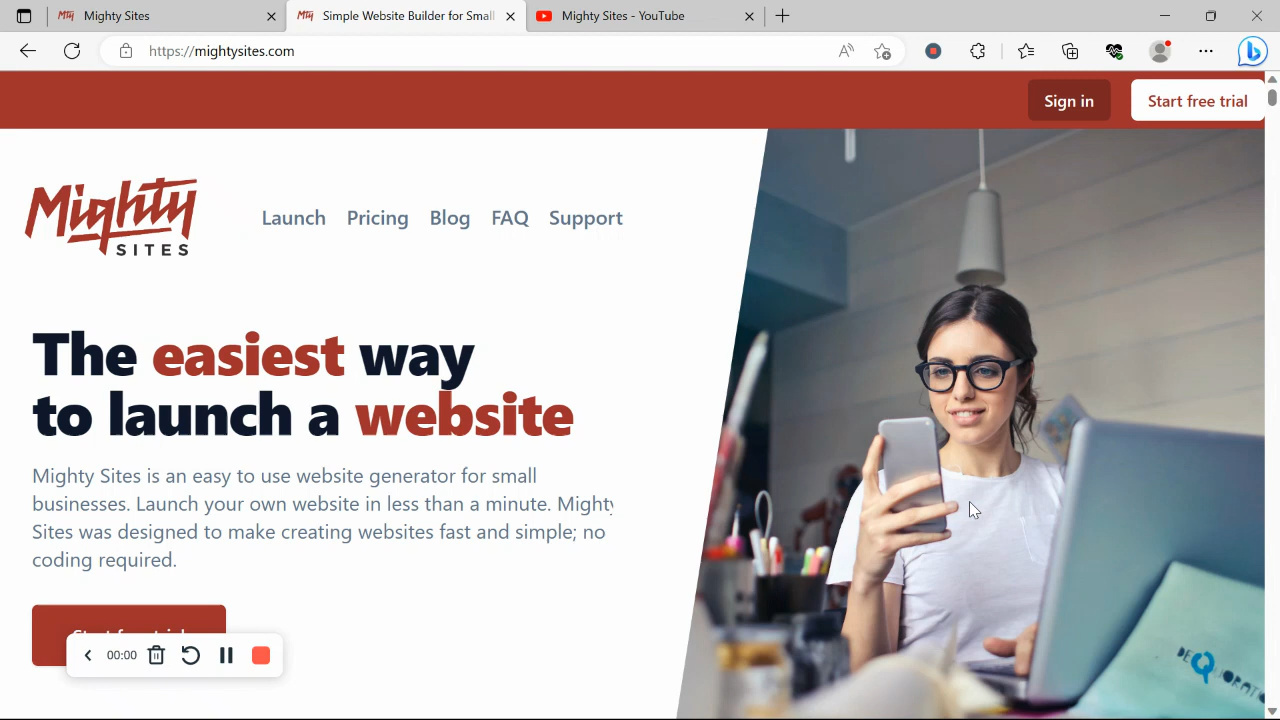 Mighty Sites
Simple Website Builder for Small
Mighty Sites - YouTube
https://mightysites.com
Sign in
Start free trial
Mighty
SITES
Launch Pricing Blog FAQ Support
The easiest way
to launch a website
Mighty Sites is an easy to use website generator for small
businesses. Launch your own website in less than a minute. Mighty
Sites was designed to make creating websites fast and simple; no
coding required.
Start free trial
00:00